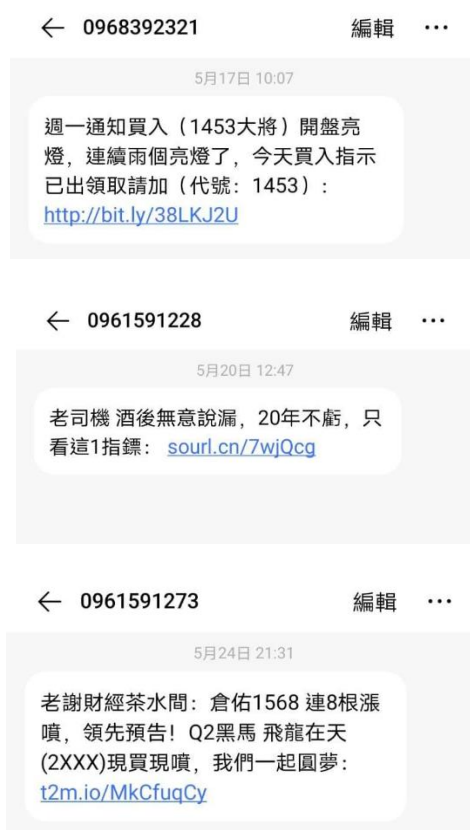 ← 0968392321 編輯 ...
5月17日 10:07
週一通知買入（1453大將）開盤亮
燈，連續雨個亮燈了，今天買入指示
已出領取請加（代號：1453）:
http://bit.ly/38LKJ2U
← 0961591228 編輯 ...
5月20日 12:47
老司機 酒後無意說漏，20年不虧，只
看這1指鏢： sourl.cn/7wjQcg
← 0961591273 編輯 ...
5月24日 21:31
老謝財經茶水間：倉佑1568 連8根漲
噴，領先預告！Q2黑馬 飛龍在天
(2XXX)現買現噴，我們一起圓夢：
t2m.io/MkCfuqCy